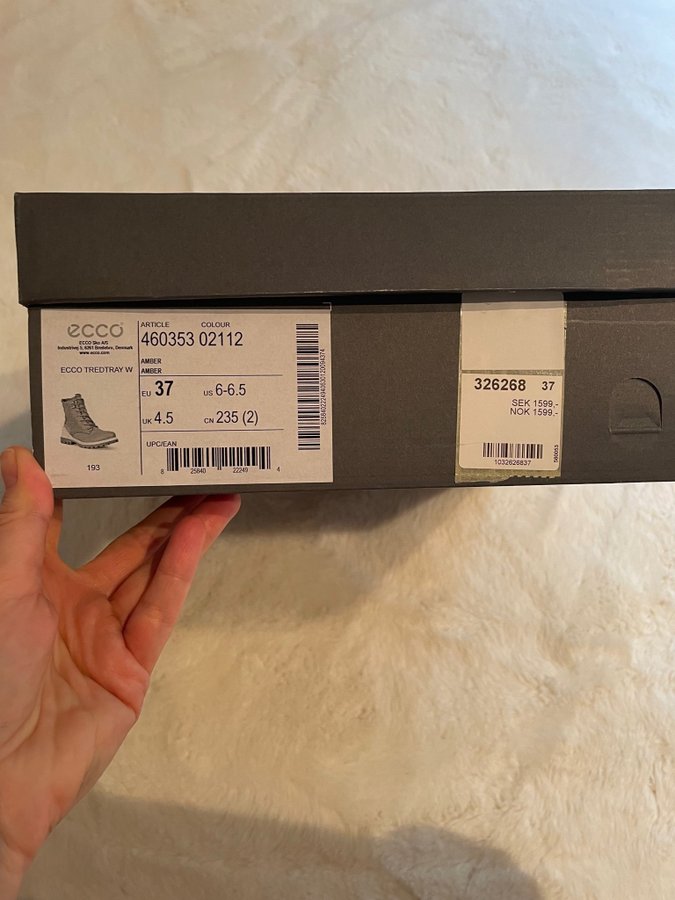 ecco
ECCO Sko A/S
Industrivej 5, 6261 Bredebro, Denmark
www.ecco.com
ECCO TREDTRAY W
193
ARTICLE COLOUR
460353 02112
AMBER
AMBER
EU 37 US 6-6.5
UK 4.5 CN 235 (2)
UPC/EAN
8 25840 22249 4
326268 37
SEK 1599,-
NOK 1599,-
1032626837